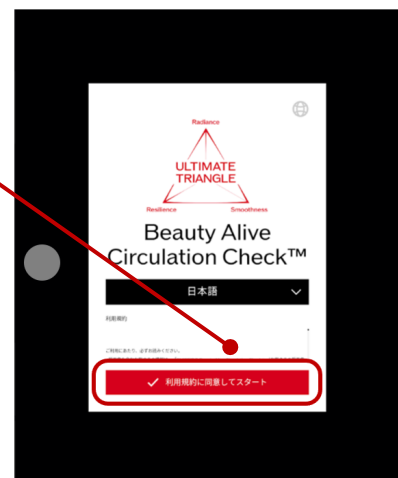 Radiance
ULTIMATE
TRIANGLE
Resilience Smoothness
Beauty Alive
Circulation Check™
日本語
利用規約
ご利用にあたり、必ずお読みください。
利用規約に同意してスタート